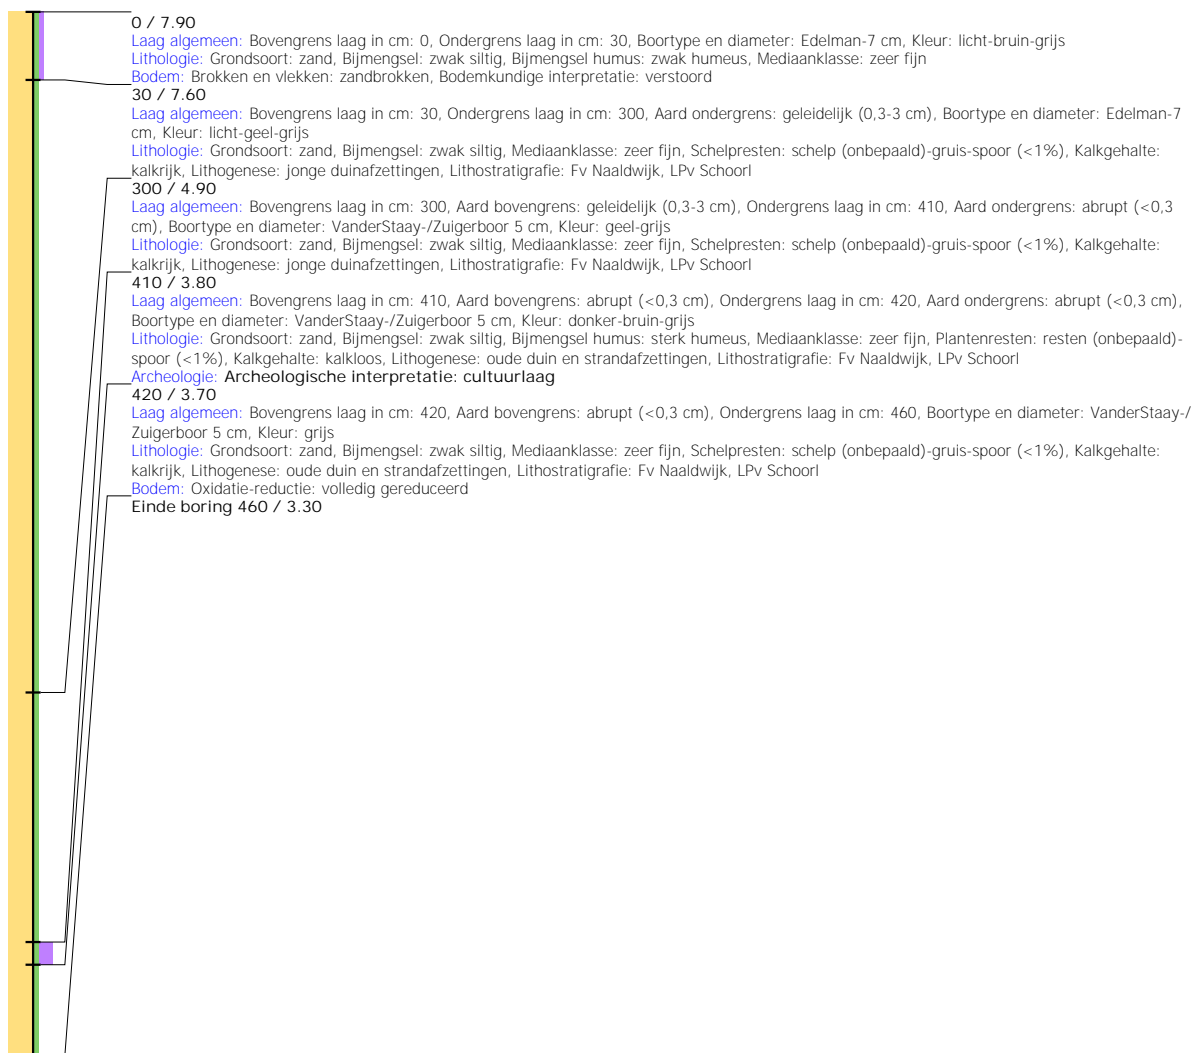 0 / 7.90
Laag algemeen: Bovengrens laag in cm: 0, Ondergrens laag in cm: 30, Boortype en diameter: Edelman-7 cm, Kleur: licht-bruin-grijs
Lithologie: Grondsoort: zand, Bijmengsel: zwak siltig, Bijmengsel humus: zwak humeus, Mediaanklasse: zeer fijn
Bodem: Brokken en vlekken: zandbrokken, Bodemkundige interpretatie: verstoord
30 / 7.60
Laag algemeen: Bovengrens laag in cm: 30, Ondergrens laag in cm: 300, Aard ondergrens: geleidelijk (0,3-3 cm), Boortype en diameter: Edelman-7
cm, Kleur: licht-geel-grijs
Lithologie: Grondsoort: zand, Bijmengsel: zwak siltig, Mediaanklasse: zeer fijn, Schelpresten: schelp (onbepaald)-gruis-spoor (<1%), Kalkgehalte:
kalkrijk, Lithogenese: jonge duinafzettingen, Lithostratigrafie: Fv Naaldwijk, LPv Schoorl
300 / 4.90
Laag algemeen: Bovengrens laag in cm: 300, Aard bovengrens: geleidelijk (0,3-3 cm), Ondergrens laag in cm: 410, Aard ondergrens: abrupt (<0,3
cm), Boortype en diameter: VanderStaay-/Zuigerboor 5 cm, Kleur: geel-grijs
Lithologie: Grondsoort: zand, Bijmengsel: zwak siltig, Mediaanklasse: zeer fijn, Schelpresten: schelp (onbepaald)-gruis-spoor (<1%), Kalkgehalte:
kalkrijk, Lithogenese: jonge duinafzettingen, Lithostratigrafie: Fv Naaldwijk, LPv Schoorl
410 / 3.80
Laag algemeen: Bovengrens laag in cm: 410, Aard bovengrens: abrupt (<0,3 cm), Ondergrens laag in cm: 420, Aard ondergrens: abrupt (<0,3 cm),
Boortype en diameter: VanderStaay-/Zuigerboor 5 cm, Kleur: donker-bruin-grijs
Lithologie: Grondsoort: zand, Bijmengsel: zwak siltig, Bijmengsel humus: sterk humeus, Mediaanklasse: zeer fijn, Plantenresten: resten (onbepaald)-
spoor (<1%), Kalkgehalte: kalkloos, Lithogenese: oude duin en strandafzettingen, Lithostratigrafie: Fv Naaldwijk, LPv Schoorl
Archeologie: Archeologische interpretatie: cultuurlaag
420 / 3.70
Laag algemeen: Bovengrens laag in cm: 420, Aard bovengrens: abrupt (<0,3 cm), Ondergrens laag in cm: 460, Boortype en diameter: VanderStaay-/
Zuigerboor 5 cm, Kleur: grijs
Lithologie: Grondsoort: zand, Bijmengsel: zwak siltig, Mediaanklasse: zeer fijn, Schelpresten: schelp (onbepaald)-gruis-spoor (<1%), Kalkgehalte:
kalkrijk, Lithogenese: oude duin en strandafzettingen, Lithostratigrafie: Fv Naaldwijk, LPv Schoorl
Bodem: Oxidatie-reductie: volledig gereduceerd
Einde boring 460 / 3.30